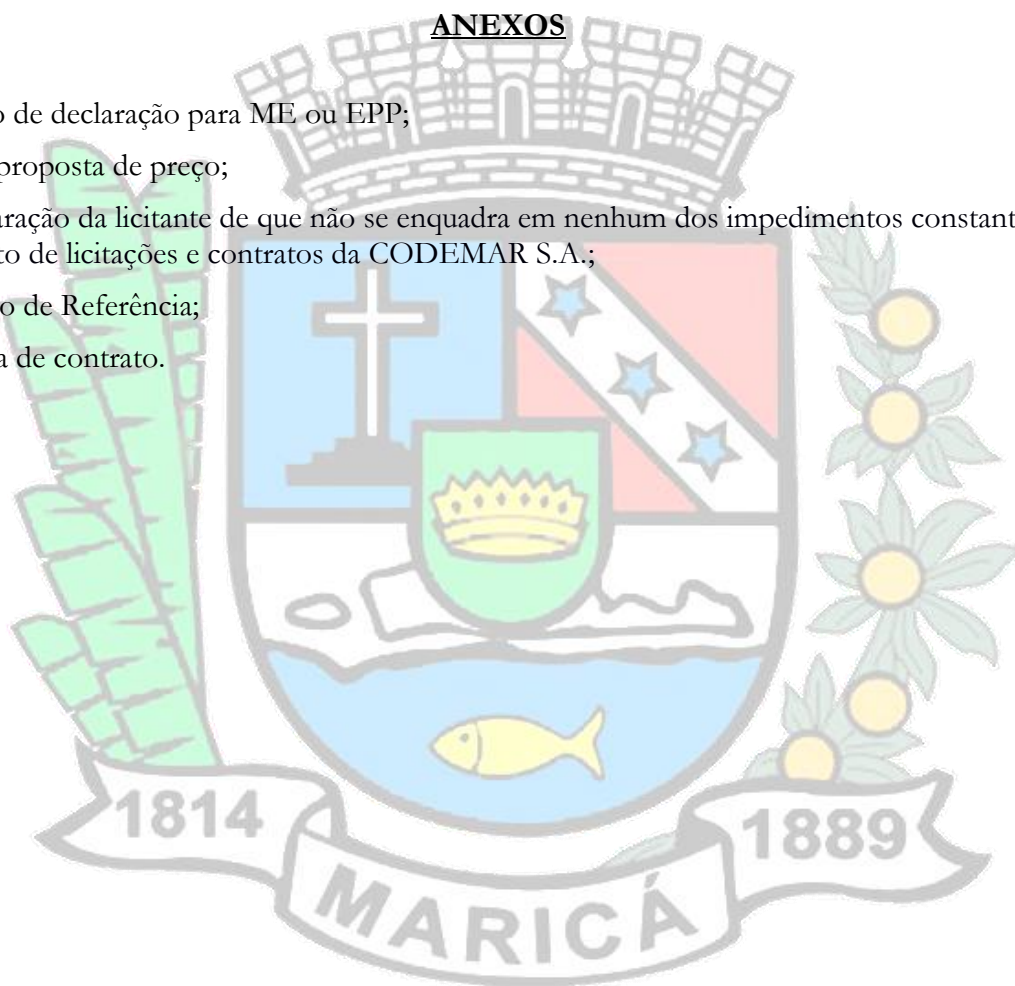 ANEXOS
o de declaração para ME ou EPP;
proposta de preço;
aração da licitante de que não se enquadra em nenhum dos impedimentos constant
to de licitações e contratos da CODEMAR S.A.;
o de Referência;
a de contrato.
1814
1889
MARICÁ